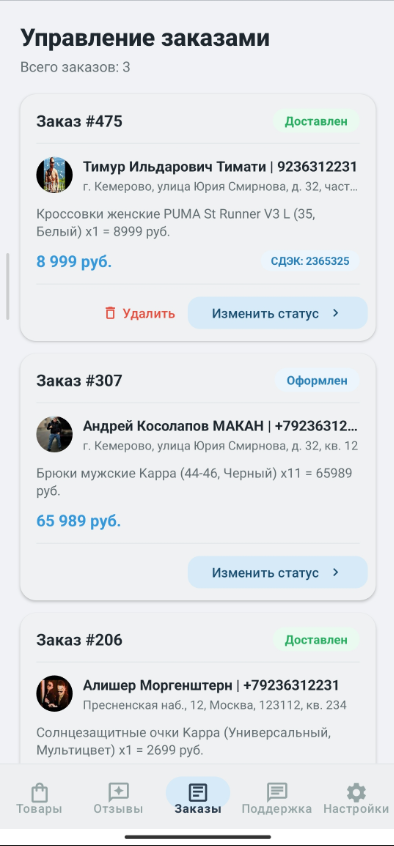 Управление заказами
Всего заказов: 3
Заказ #475
Доставлен
Тимур Ильдарович Тимати | 9236312231
г. Кемерово, улица Юрия Смирнова, д. 32, част...
Кроссовки женские PUMA St Runner V3 L (35,
Белый) x1 = 8999 руб.
8 999 руб.
СДЭК: 2365325
Удалить
Изменить статус
Заказ #307
Оформлен
Андрей Косолапов МАКАН | +79236312...
г. Кемерово, улица Юрия Смирнова, д. 32, кв. 12
Брюки мужские Kappa (44-46, Черный) x11 = 65989
руб.
65 989 руб.
Изменить статус
Заказ #206
Доставлен
Алишер Моргенштерн | +79236312231
Пресненская наб., 12, Москва, 123112, кв. 234
Солнцезащитные очки Kappa (Универсальный,
Мультицвет) x1 = 2699 руб.
Товары
Отзывы
Заказы
Поддержка
Настройки